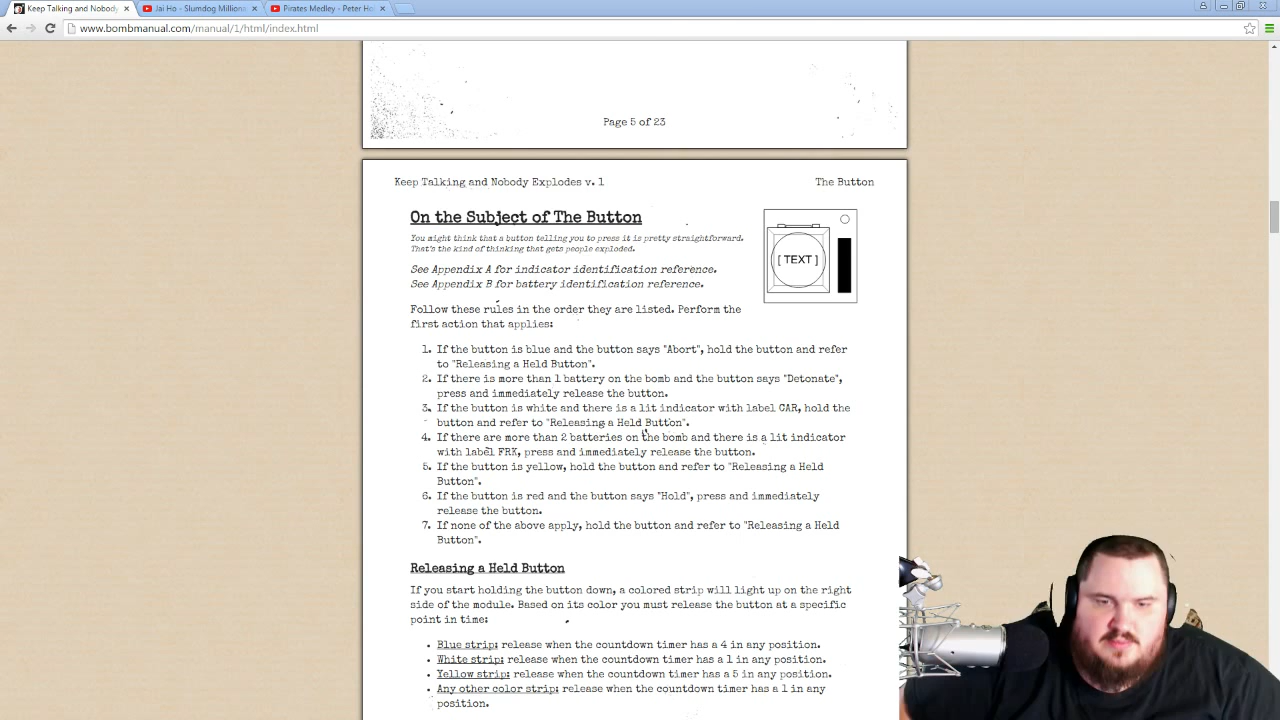 Keep Talking and Nobody
Jai Ho - Slumdog Millions
Pirates Medley - Peter Ho
www.bombmanual.com/manual/1/html/index.html
Page 5 of 23
Keep Talking and Nobody Explodes v. 1
The Button
On the Subject of The Button
You might think that a button telling you to press it is pretty straightforward.
That's the kind of thinking that gets people exploded.
See Appendix A for indicator identification reference.
See Appendix B for battery identification reference.
[ TEXT ]
Follow these rules in the order they are listed. Perform the
first action that applies:
1. If the button is blue and the button says "Abort", hold the button and refer
to "Releasing a Held Button".
2. If there is more than 1 battery on the bomb and the button says "Detonate",
press and immediately release the button.
3. If the button is white and there is a lit indicator with label CAR, hold the
button and refer to "Releasing a Held Button".
4. If there are more than 2 batteries on the bomb and there is a lit indicator
with label FRK, press and immediately release the button.
5. If the button is yellow, hold the button and refer to "Releasing a Held
Button".
6. If the button is red and the button says "Hold", press and immediately
release the button.
7. If none of the above apply, hold the button and refer to "Releasing a Held
Button".
Releasing a Held Button
If you start holding the button down, a colored strip will light up on the right
side of the module. Based on its color you must release the button at a specific
point in time:
• Blue strip: release when the countdown timer has a 4 in any position.
• White strip: release when the countdown timer has a 1 in any position.
• Yellow strip: release when the countdown timer has a 5 in any position.
• Any other color strip: release when the countdown timer has a 1 in any
position.